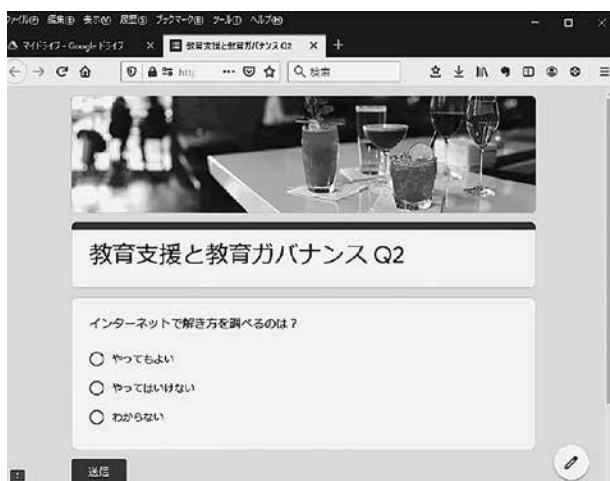 ファイル(F) 編集(E) 表示(V) 履歴(S) ブックマーク(B) ツール(T) ヘルプ(H)
マイドライブ - Google ドライブ × 教育支援と教育ガバナンス Q2 × +
検索
教育支援と教育ガバナンス Q2
インターネットで解き方を調べるのは？
やってもよい
やってはいけない
わからない
送信